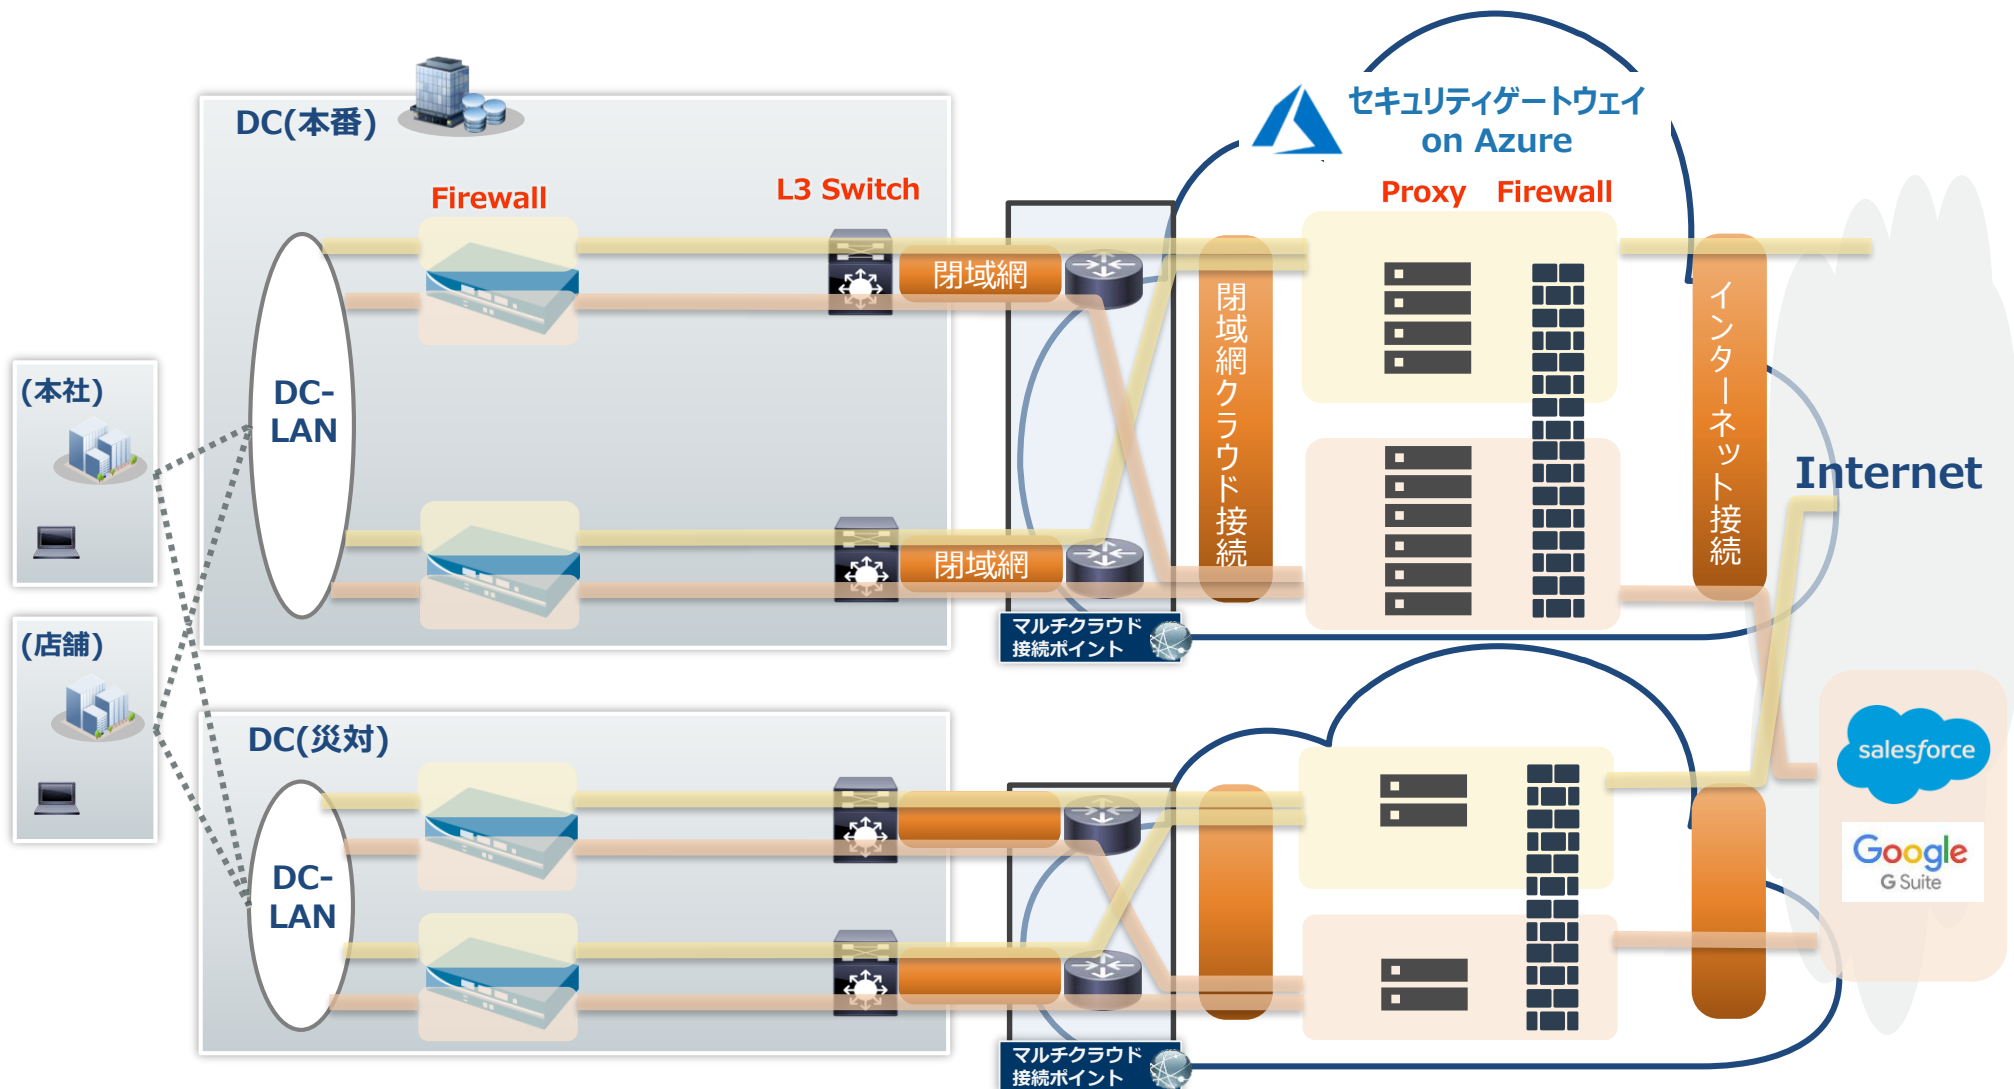 DC(本番)
セキュリティゲートウェイ
on Azure
Firewall
L3 Switch
Proxy
Firewall
閉域網
閉域網クラウド接続
インターネット接続
(本社)
DC-
LAN
Internet
閉域網
(店舗)
マルチクラウド
接続ポイント
DC(災対)
salesforce
Google
G Suite
DC-
LAN
マルチクラウド
接続ポイント